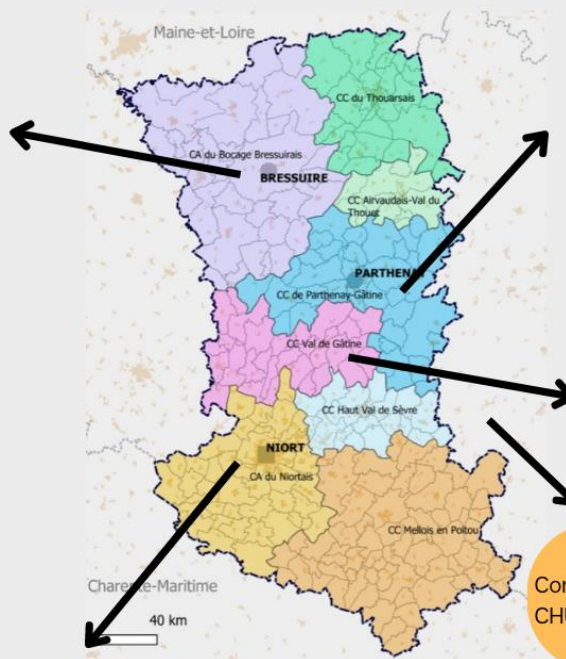 Maine-et-Loire
CC du Thouarsais
CA du Bocage Bressuirais
BRESSUIRE
CC Airvaudais-Val du
Thouet
PARTHENAY
CC de Parthenay-Gâtine
CC Val de Gâtine
CC Haut Val de Sèvre
NIORT
CA du Niortais
CC Mellois en Poitou
Charente-Maritime
40 km